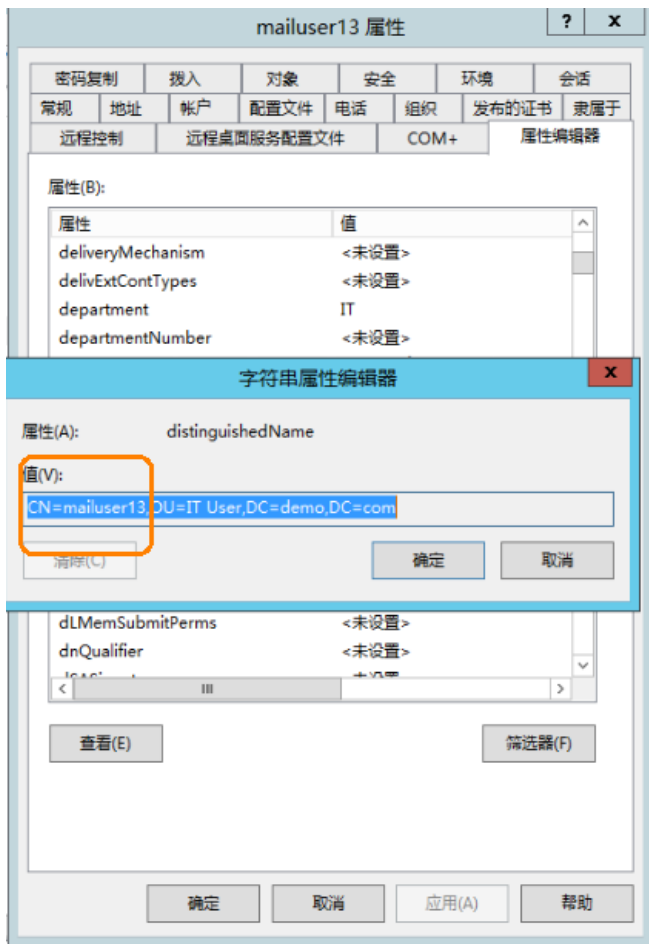 mailuser13 属性
? x
密码复制 拨入 对象 安全 环境 会话
常规 地址 帐户 配置文件 电话 组织 发布的证书 隶属于
远程控制 远程桌面服务配置文件 COM+ 属性编辑器
属性(B):
属性 值
deliveryMechanism <未设置>
delivExtContTypes <未设置>
department IT
departmentNumber <未设置>
字符串属性编辑器 x
属性(A): distinguishedName
值(V):
CN=mailuser13,OU=IT User,DC=demo,DC=com
清除(C) 确定 取消
dLMemSubmitPerms <未设置>
dnQualifier <未设置>
查看(E) 筛选器(F)
确定 取消 应用(A) 帮助